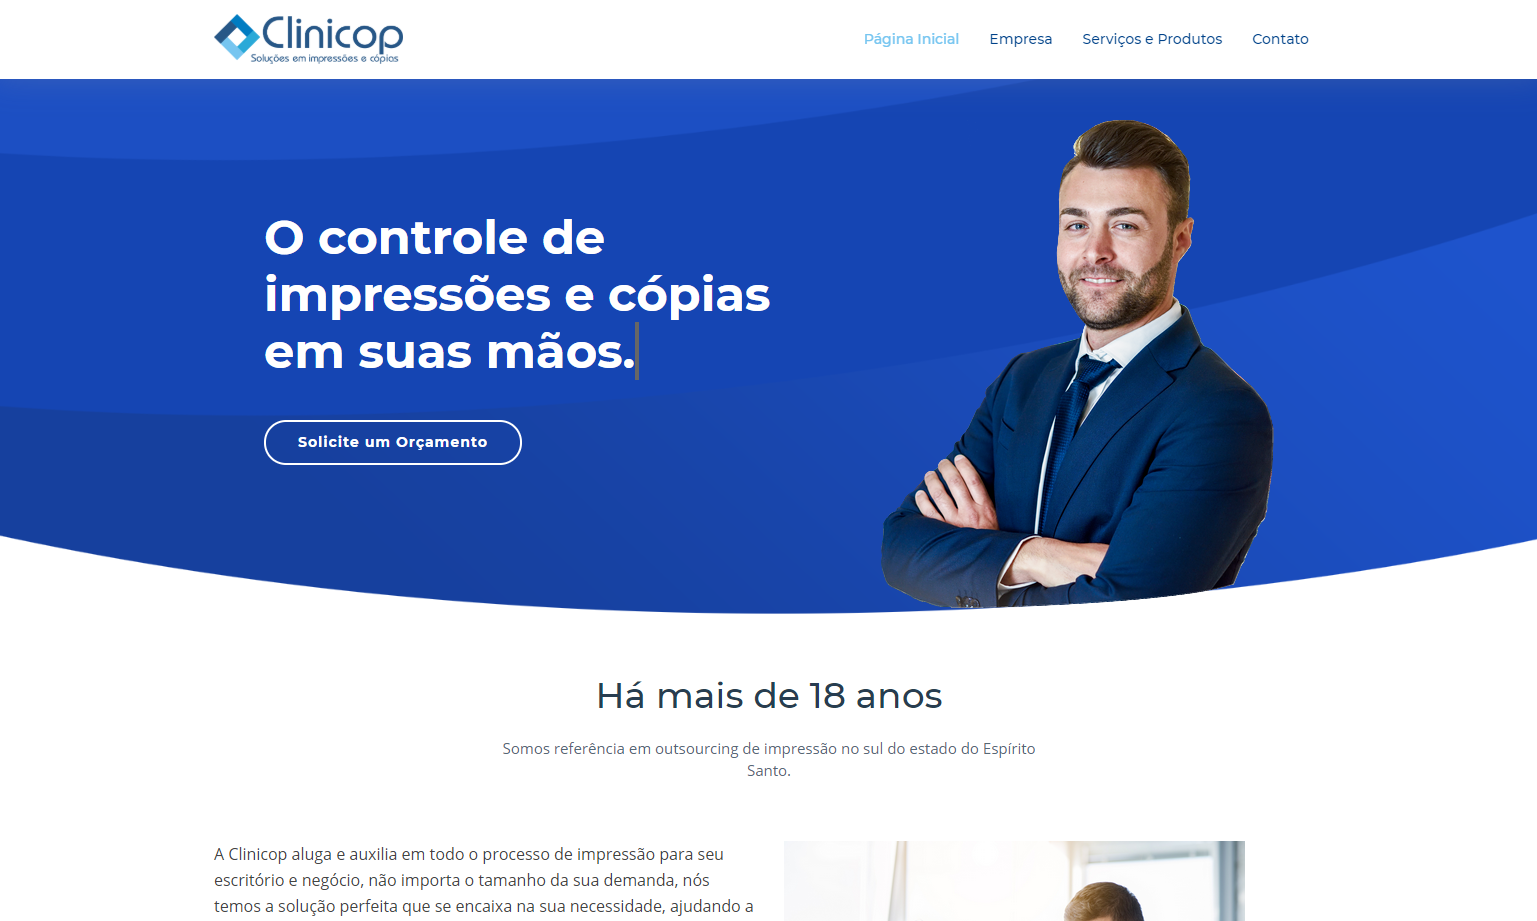 Clinicop
Soluções em impressões e cópias
Página Inicial
Empresa
Serviços e Produtos
Contato
O controle de
impressões e cópias
em suas mãos.
Solicite um Orçamento
Há mais de 18 anos
Somos referência em outsourcing de impressão no sul do estado do Espírito
Santo.
A Clinicop aluga e auxilia em todo o processo de impressão para seu
escritório e negócio, não importa o tamanho da sua demanda, nós
temos a solução perfeita que se encaixa na sua necessidade, ajudando a